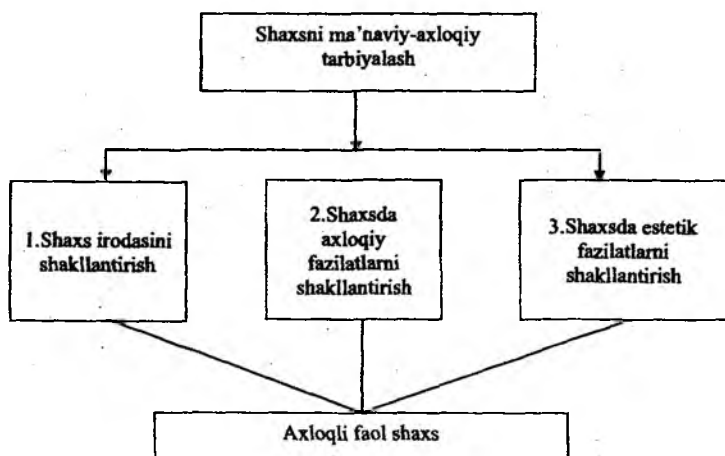 Shaxsni ma'naviy-axloqiy
tarbiyalash
1.Shaxs irodasini
shakllantirish
2.Shaxsda
axloqiy
fazilatlarni
shakllantirish
3.Shaxsda estetik
fazilatlarni
shakllantirish
Axloqli faol shaxs